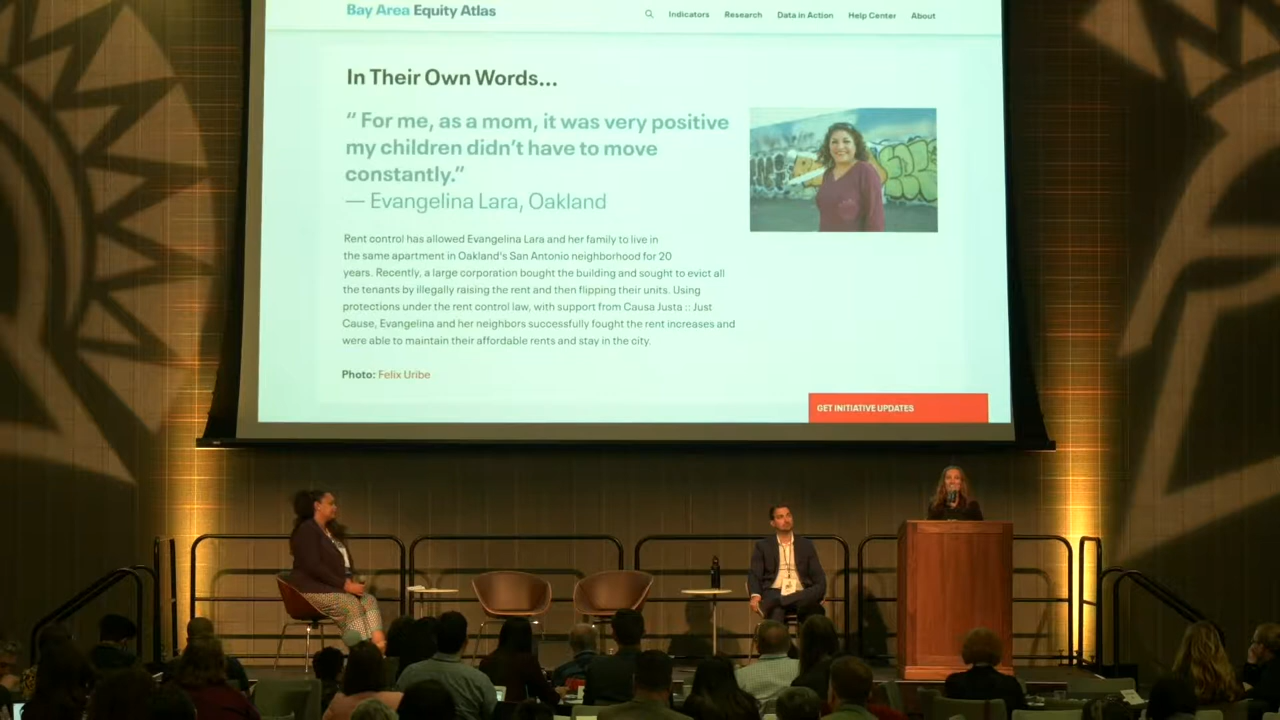 Bay Area Equity Atlas
Indicators Research Data in Action Help Center About
In Their Own Words...
“ For me, as a mom, it was very positive
my children didn’t have to move
constantly.”
— Evangelina Lara, Oakland
Rent control has allowed Evangelina Lara and her family to live in
the same apartment in Oakland's San Antonio neighborhood for 20
years. Recently, a large corporation bought the building and sought to evict all
the tenants by illegally raising the rent and then flipping their units. Using
protections under the rent control law, with support from Causa Justa :: Just
Cause, Evangelina and her neighbors successfully fought the rent increases and
were able to maintain their affordable rents and stay in the city.
Photo: Felix Uribe
GET INITIATIVE UPDATES